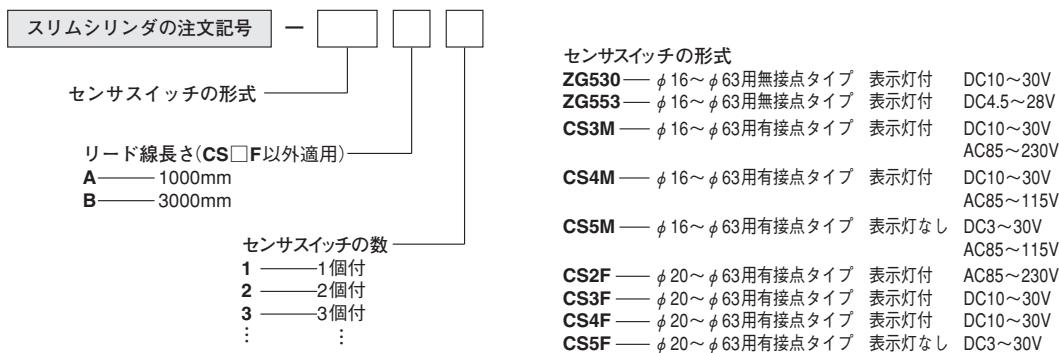 スリムシリンダの注文記号 −
センサスイッチの形式
リード線長さ(CS□F以外適用)
A 1000mm
B 3000mm
センサスイッチの数
1 1個付
2 2個付
3 3個付
⋮ ⋮
センサスイッチの形式
ZG530 φ16〜φ63用無接点タイプ 表示灯付 DC10〜30V
ZG553 φ16〜φ63用無接点タイプ 表示灯付 DC4.5〜28V
CS3M φ16〜φ63用有接点タイプ 表示灯付 DC10〜30V
AC85〜230V
CS4M φ16〜φ63用有接点タイプ 表示灯付 DC10〜30V
AC85〜115V
CS5M φ16〜φ63用有接点タイプ 表示灯なし DC3〜30V
AC85〜115V
CS2F φ20〜φ63用有接点タイプ 表示灯付 AC85〜230V
CS3F φ20〜φ63用有接点タイプ 表示灯付 DC10〜30V
CS4F φ20〜φ63用有接点タイプ 表示灯付 DC10〜30V
CS5F φ20〜φ63用有接点タイプ 表示灯なし DC3〜30V